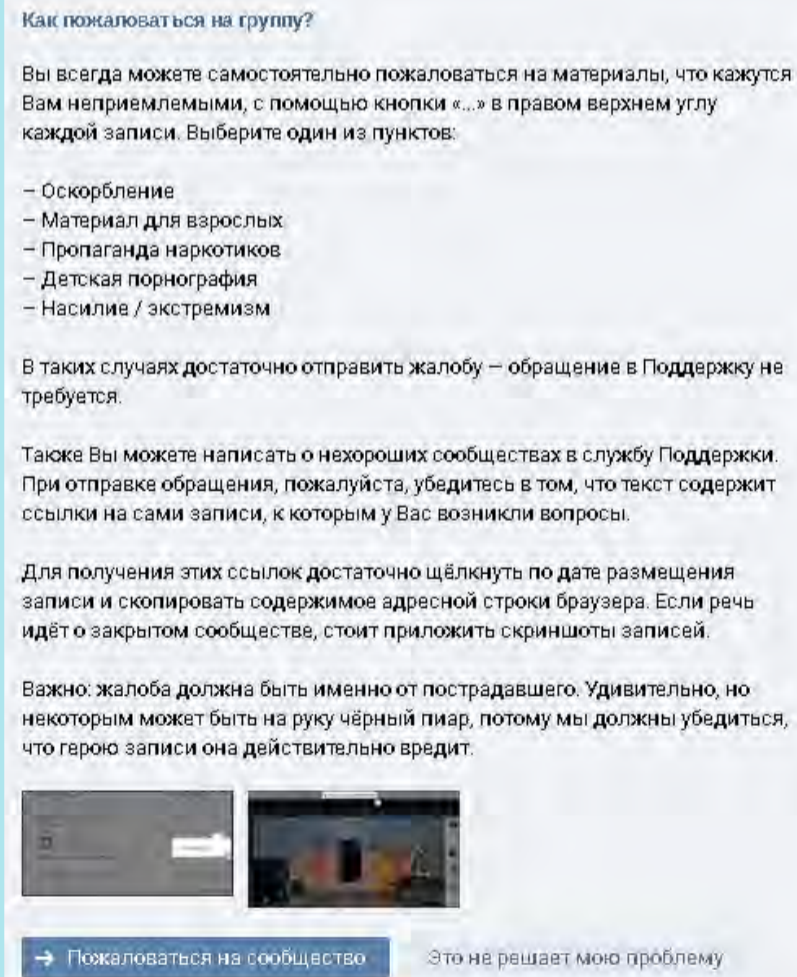 Как пожаловаться на группу?
Вы всегда можете самостоятельно пожаловаться на материалы, что кажутся
Вам неприемлемыми, с помощью кнопки «...» в правом верхнем углу
каждой записи. Выберите один из пунктов:
– Оскорбление
– Материал для взрослых
– Пропаганда наркотиков
– Детская порнография
– Насилие / экстремизм
В таких случаях достаточно отправить жалобу — обращение в Поддержку не
требуется.
Также Вы можете написать о нехороших сообществах в службу Поддержки.
При отправке обращения, пожалуйста, убедитесь в том, что текст содержит
ссылки на сами записи, к которым у Вас возникли вопросы.
Для получения этих ссылок достаточно щёлкнуть по дате размещения
записи и скопировать содержимое адресной строки браузера. Если речь
идёт о закрытом сообществе, стоит приложить скриншоты записей.
Важно: жалоба должна быть именно от пострадавшего. Удивительно, но
некоторым может быть на руку чёрный пиар, потому мы должны убедиться,
что герою записи она действительно вредит.
→ Пожаловаться на сообщество Это не решает мою проблему